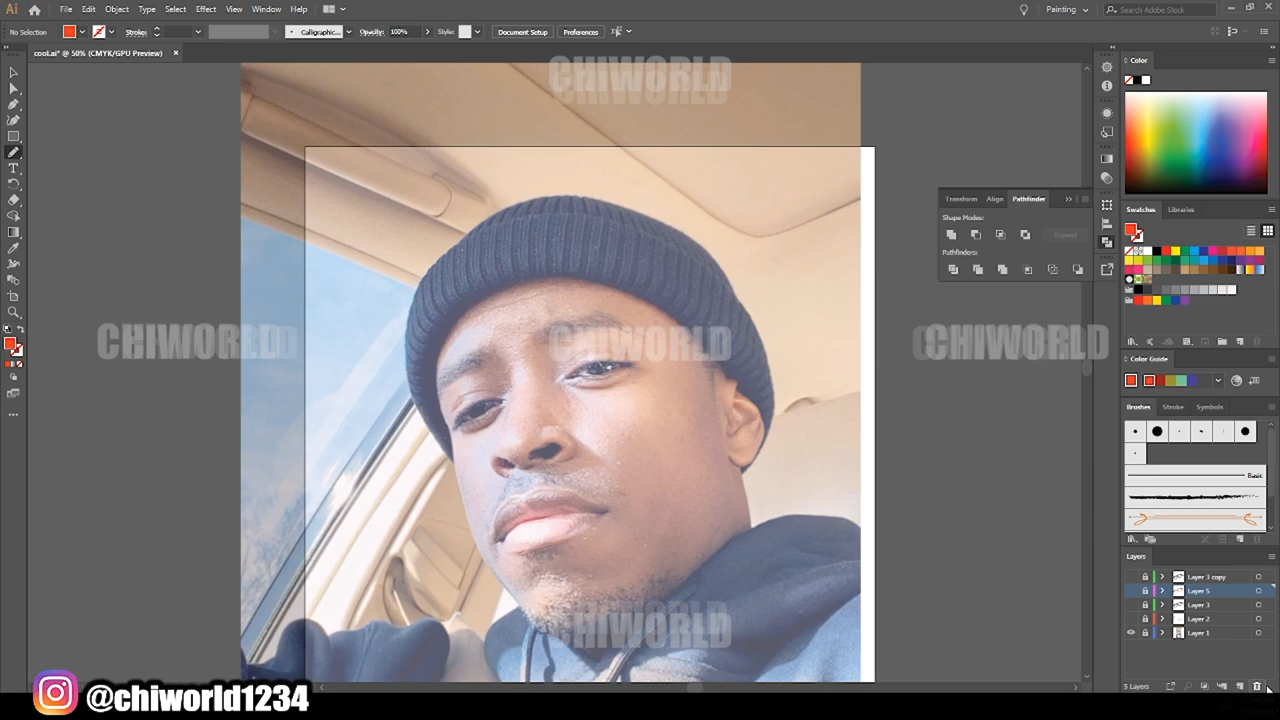 Ai File Edit Object Type Select Effect View Window Help Painting Search Adobe Stock
No Selection Stroke: Calligraphic... Opacity: 100% Style: Document Setup Preferences
cool.ai* @ 50% (CMYK/GPU Preview)
Color
CHIWORLD
Transform Align Pathfinder
Shape Modes:
Expand
Pathfinders:
Swatches Libraries
CHIWORLD CHIWORLD CHIWORLD
Color Guide
Brushes Stroke Symbols
Basic
Layers
Layer 3 copy
Layer 5
Layer 3
Layer 2
Layer 1
CHIWORLD
5 Layers
@chiworld1234